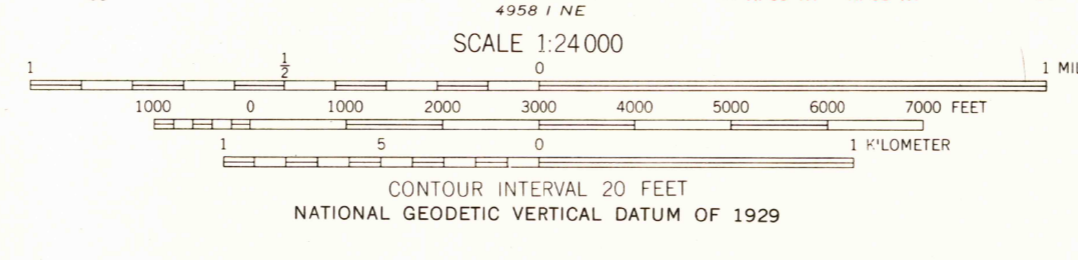 4958 I NE
SCALE 1:24 000
1 1/2 0 1
1000 0 1000 2000 3000 4000 5000 6000 7000 FEET
1 5 0 1 KILOMETER
CONTOUR INTERVAL 20 FEET
NATIONAL GEODETIC VERTICAL DATUM OF 1929